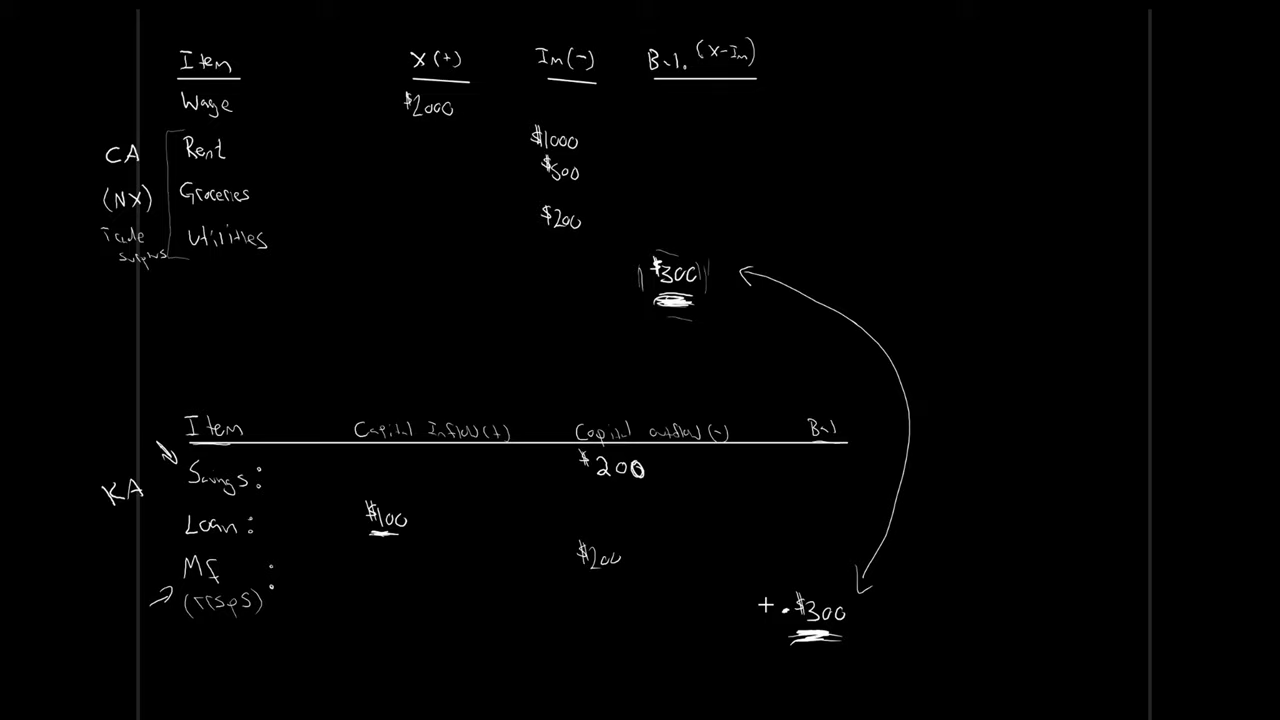 Item X(+) Im(-) Bal. (X-Im)
Wage $2000
CA Rent $1000
$500
(NX) Groceries
$200
Trade surplus Utilities
$300
Item Capital Inflow(+) Capital outflow(-) Bal
Savings: $200
KA
Loan: $100
Mf : $200
(rrsps)
+ $300